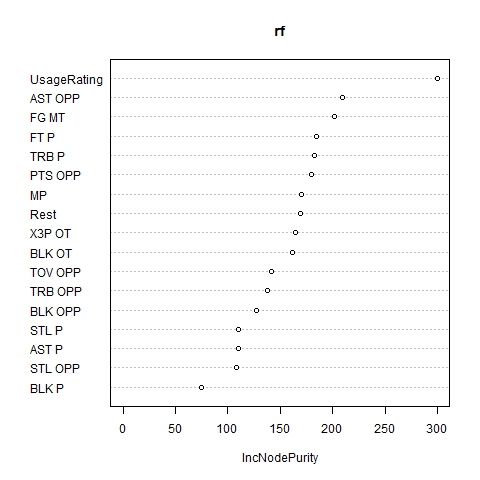 rf
UsageRating
AST OPP
FG MT
FT P
TRB P
PTS OPP
MP
Rest
X3P OT
BLK OT
TOV OPP
TRB OPP
BLK OPP
STL P
AST P
STL OPP
BLK P
0 50 100 150 200 250 300
IncNodePurity